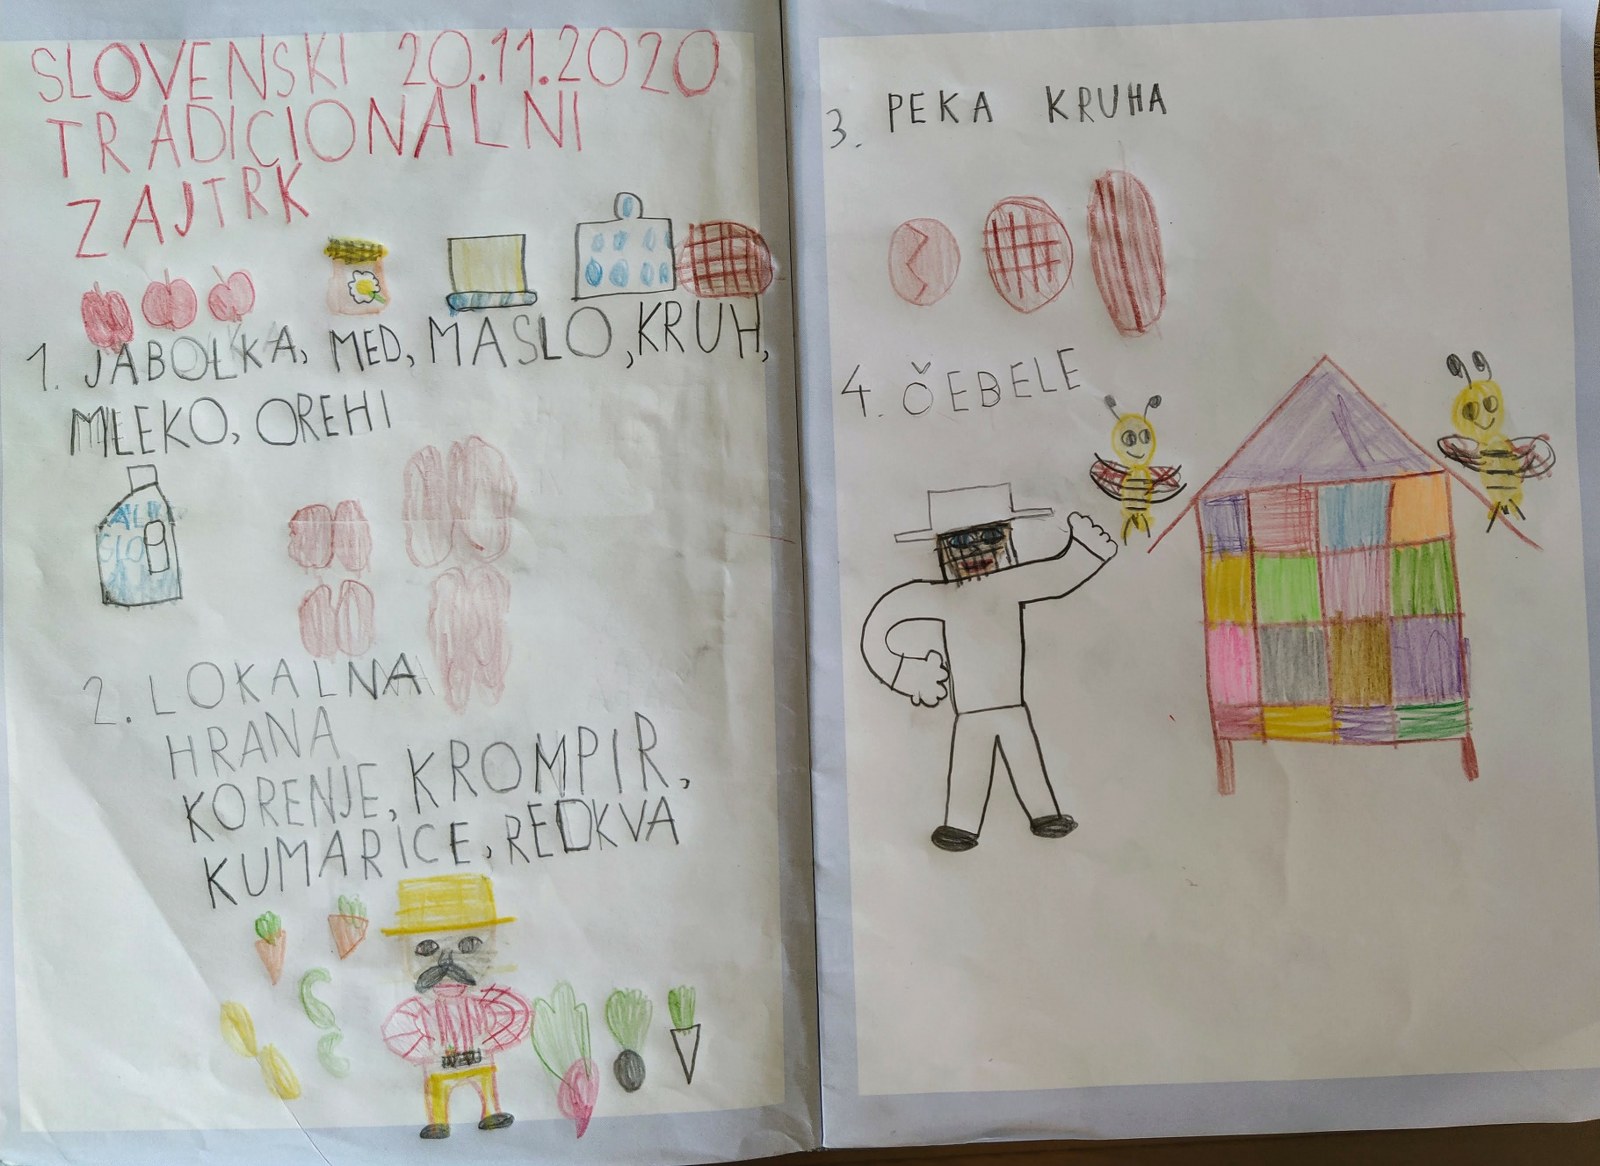 SLOVENSKI 20.11.2020
TRADICIONALNI
ZAJTRK
1. JABOLKA, MED, MASLO, KRUH,
MLEKO, OREHI
2. LOKALNA
HRANA
KORENJE, KROMPIR,
KUMARICE, REDKVA
3. PEKA KRUHA
4. ČEBELE